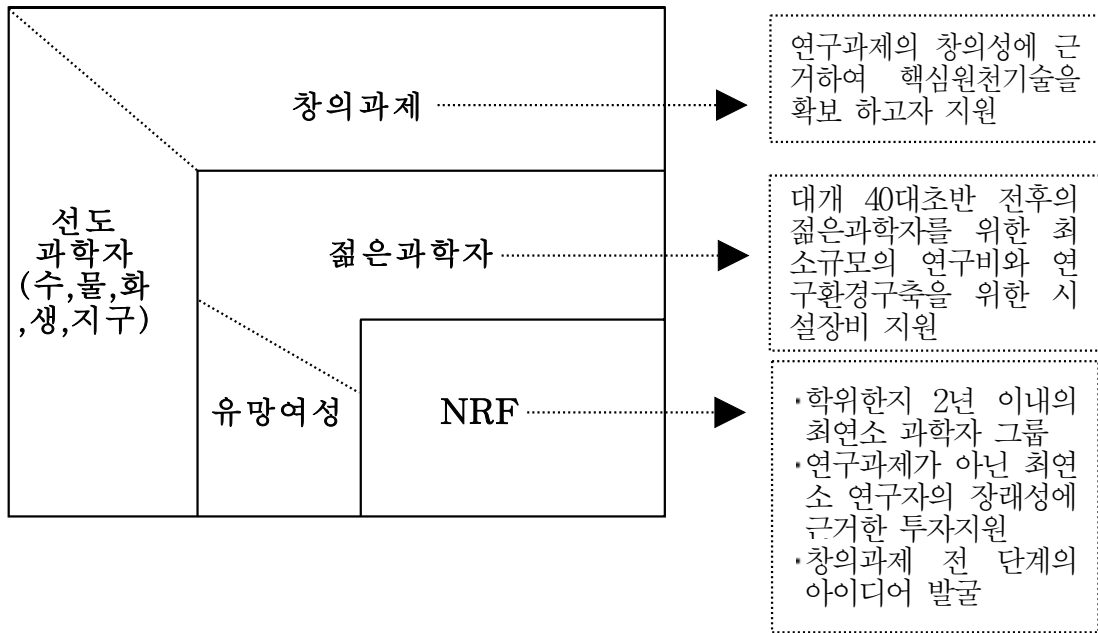 창의과제
연구과제의 창의성에 근
거하여 핵심원천기술을
확보 하고자 지원
선도
과학자
(수,물,화
,생,지구)
젊은과학자
대개 40대초반 전후의
젊은과학자를 위한 최
소규모의 연구비와 연
구환경구축을 위한 시
설장비 지원
유망여성
NRF
·학위한지 2년 이내의
최연소 과학자 그룹
·연구과제가 아닌 최연
소 연구자의 장래성에
근거한 투자지원
·창의과제 전 단계의
아이디어 발굴